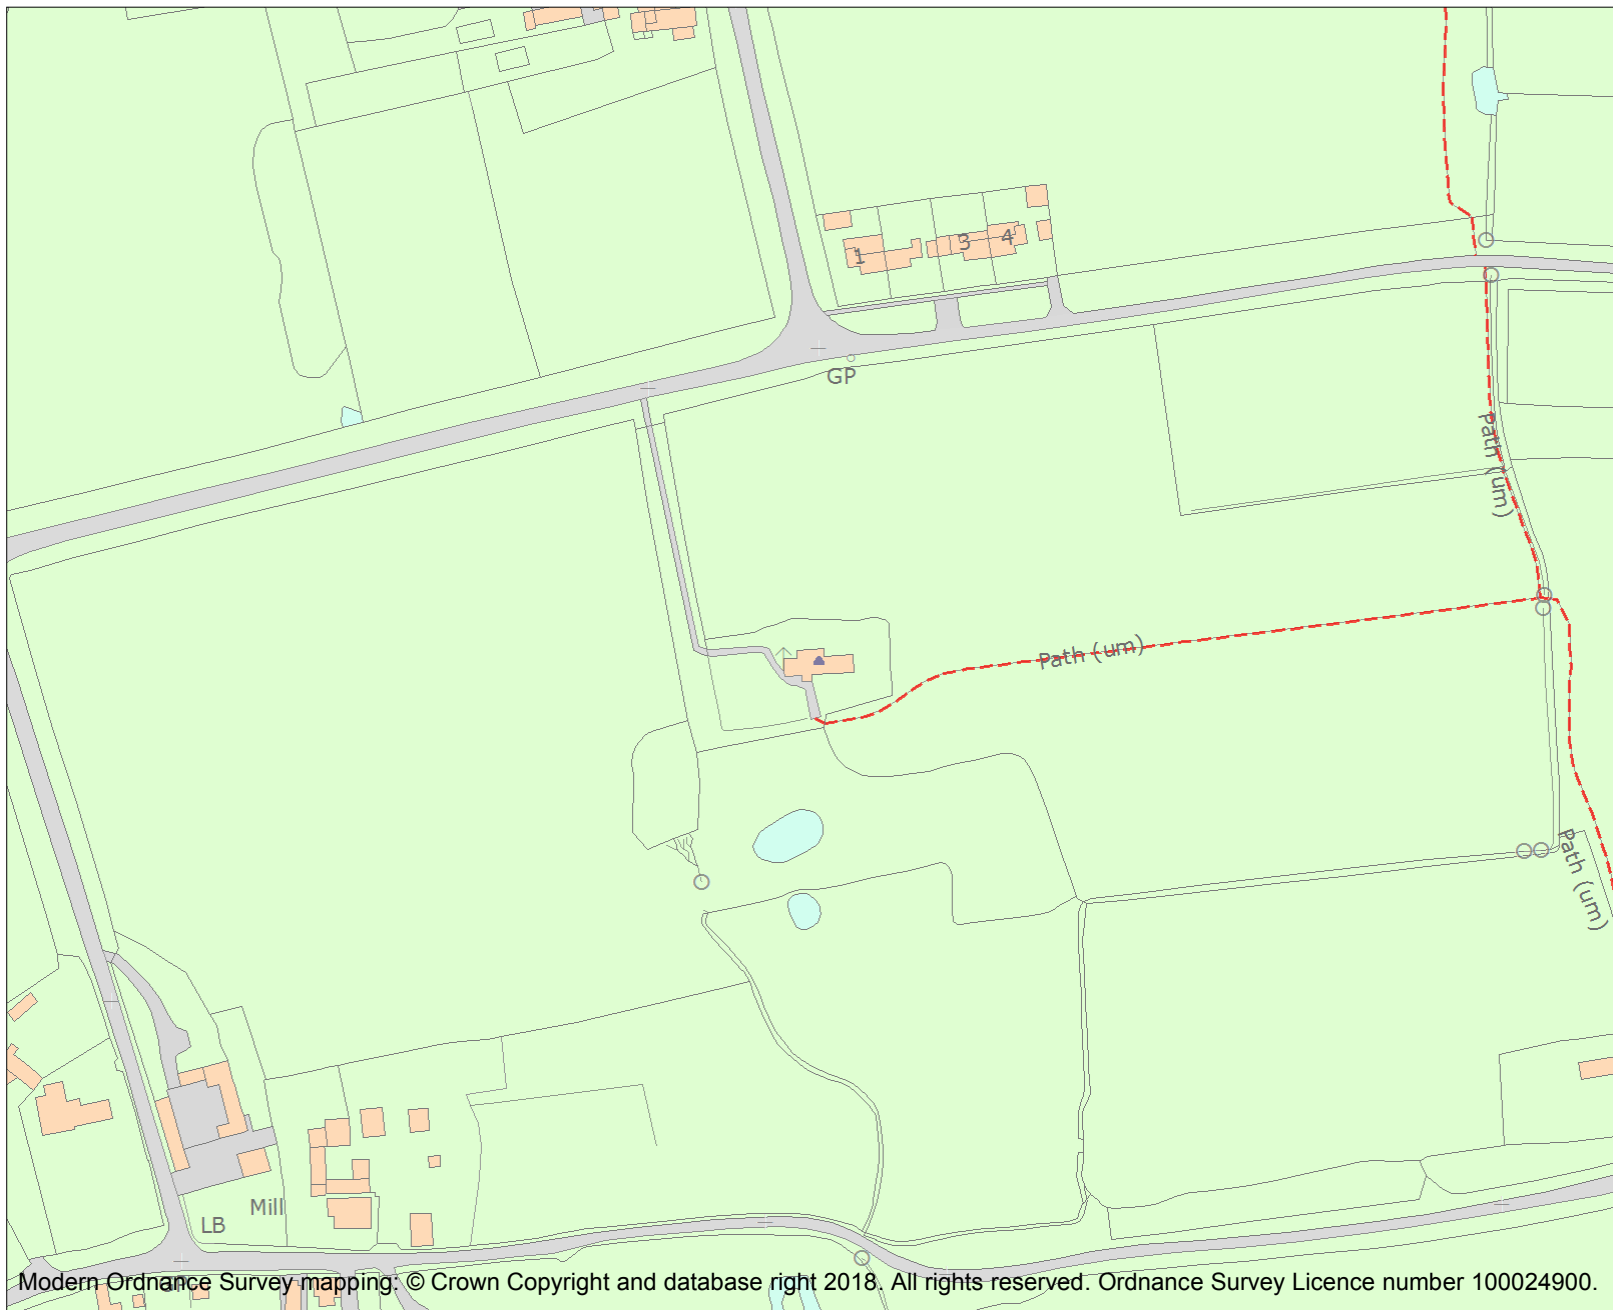 1
3
4
GP
Path (um)
Path (um)
Path (um)
Mill
LB
GP
Modern Ordnance Survey mapping: © Crown Copyright and database right 2018. All rights reserved. Ordnance Survey Licence number 100024900.